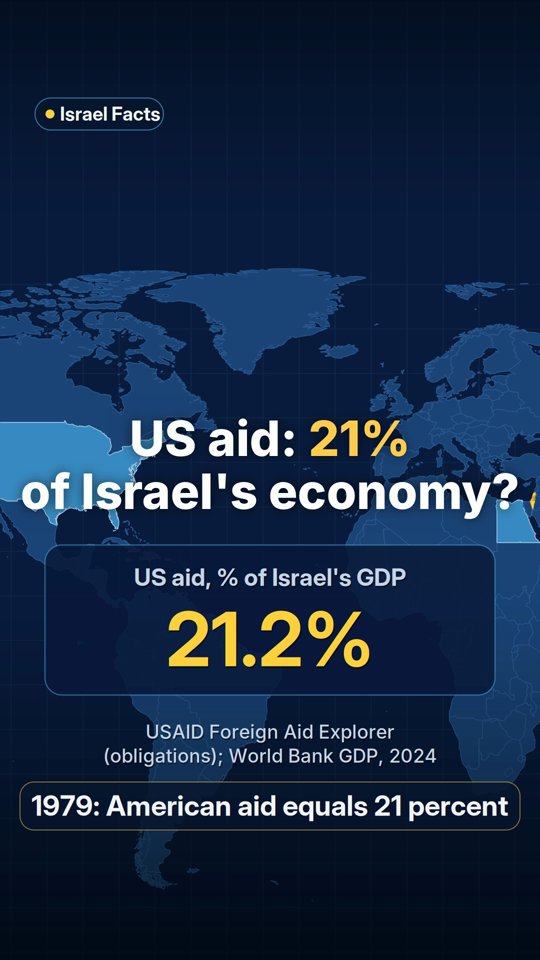 Israel Facts
US aid: 21%
of Israel's economy?
US aid, % of Israel's GDP
21.2%
USAID Foreign Aid Explorer
(obligations); World Bank GDP, 2024
1979: American aid equals 21 percent